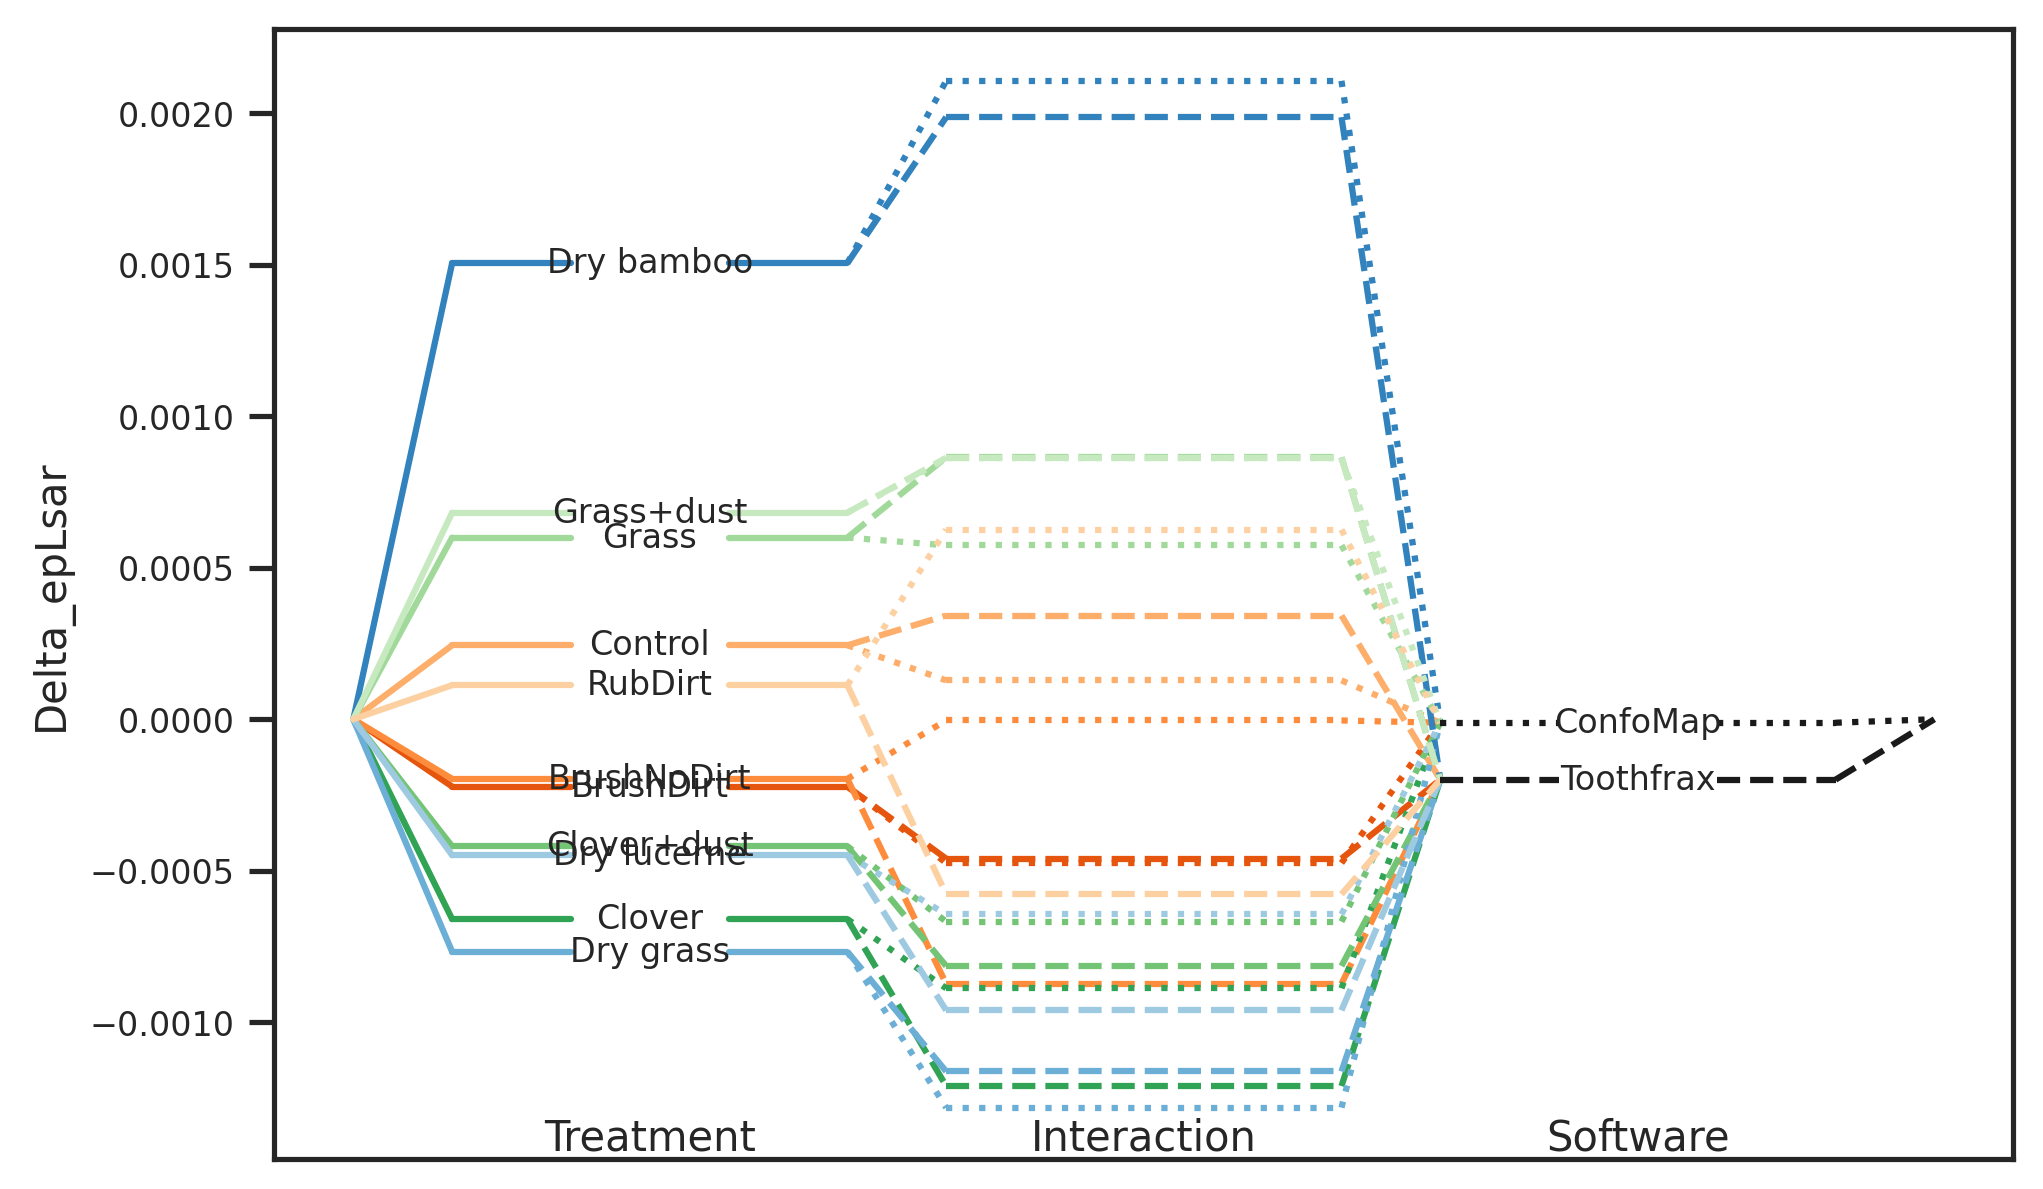 Delta_epLsar
0.0020
0.0015
0.0010
0.0005
0.0000
−0.0005
−0.0010
Dry bamboo
Grass+dust
Grass
Control
RubDirt
BrushNoDirt
BrushDirt
Clover+dust
Dry lucerne
Clover
Dry grass
ConfoMap
Toothfrax
Treatment
Interaction
Software